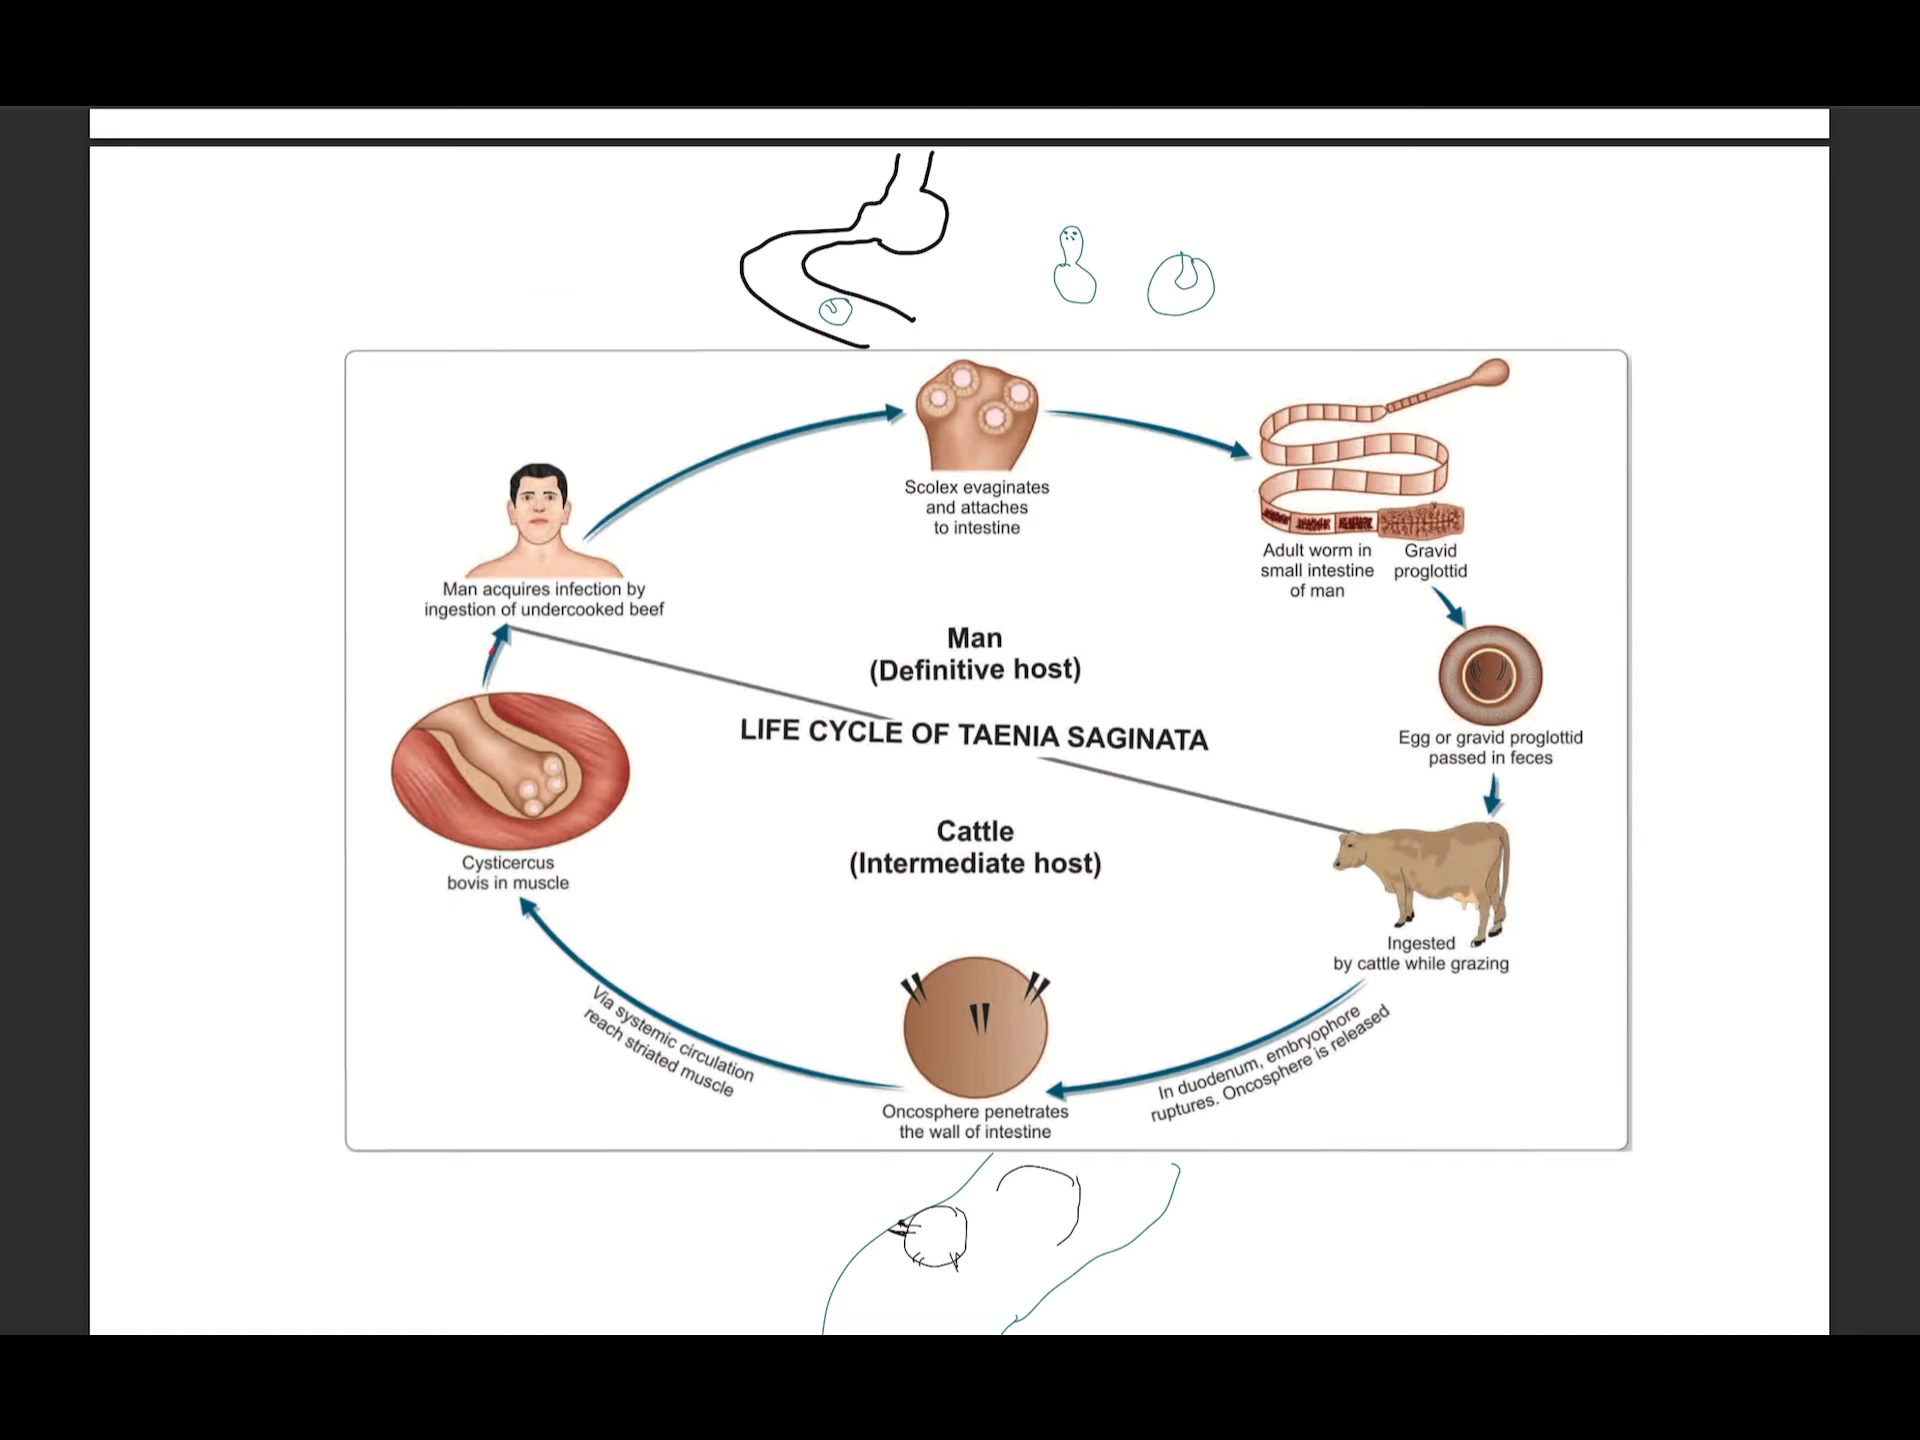 Scolex evaginates
and attaches
to intestine
Adult worm in
small intestine
of man
Gravid
proglottid
Man acquires infection by
ingestion of undercooked beef
Man
(Definitive host)
LIFE CYCLE OF TAENIA SAGINATA
Egg or gravid proglottid
passed in feces
Cattle
(Intermediate host)
Cysticercus
bovis in muscle
Ingested
by cattle while grazing
Via systemic circulation
reach striated muscle
In duodenum, embryophore
ruptures. Oncosphere is released
Oncosphere penetrates
the wall of intestine